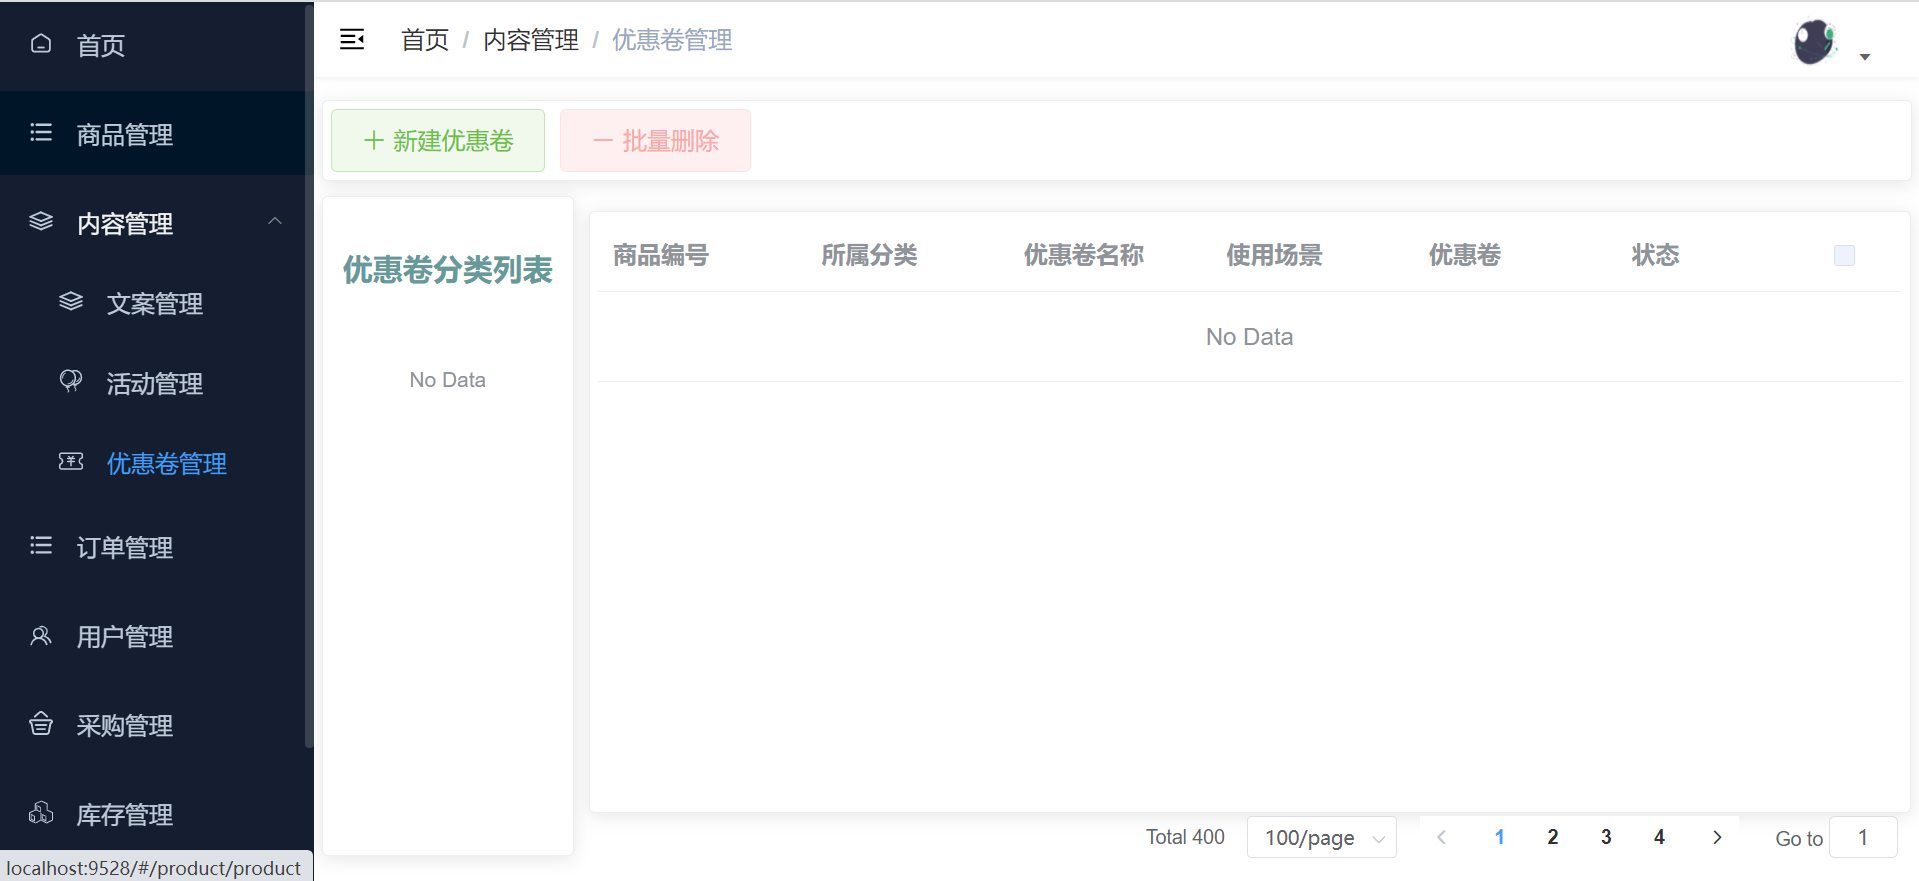 首页
商品管理
内容管理
文案管理
活动管理
优惠卷管理
订单管理
用户管理
采购管理
库存管理
localhost:9528/#/product/product
首页 / 内容管理 / 优惠卷管理
新建优惠卷 批量删除
优惠卷分类列表
No Data
商品编号 所属分类 优惠卷名称 使用场景 优惠卷 状态
No Data
Total 400 100/page 1 2 3 4 Go to 1